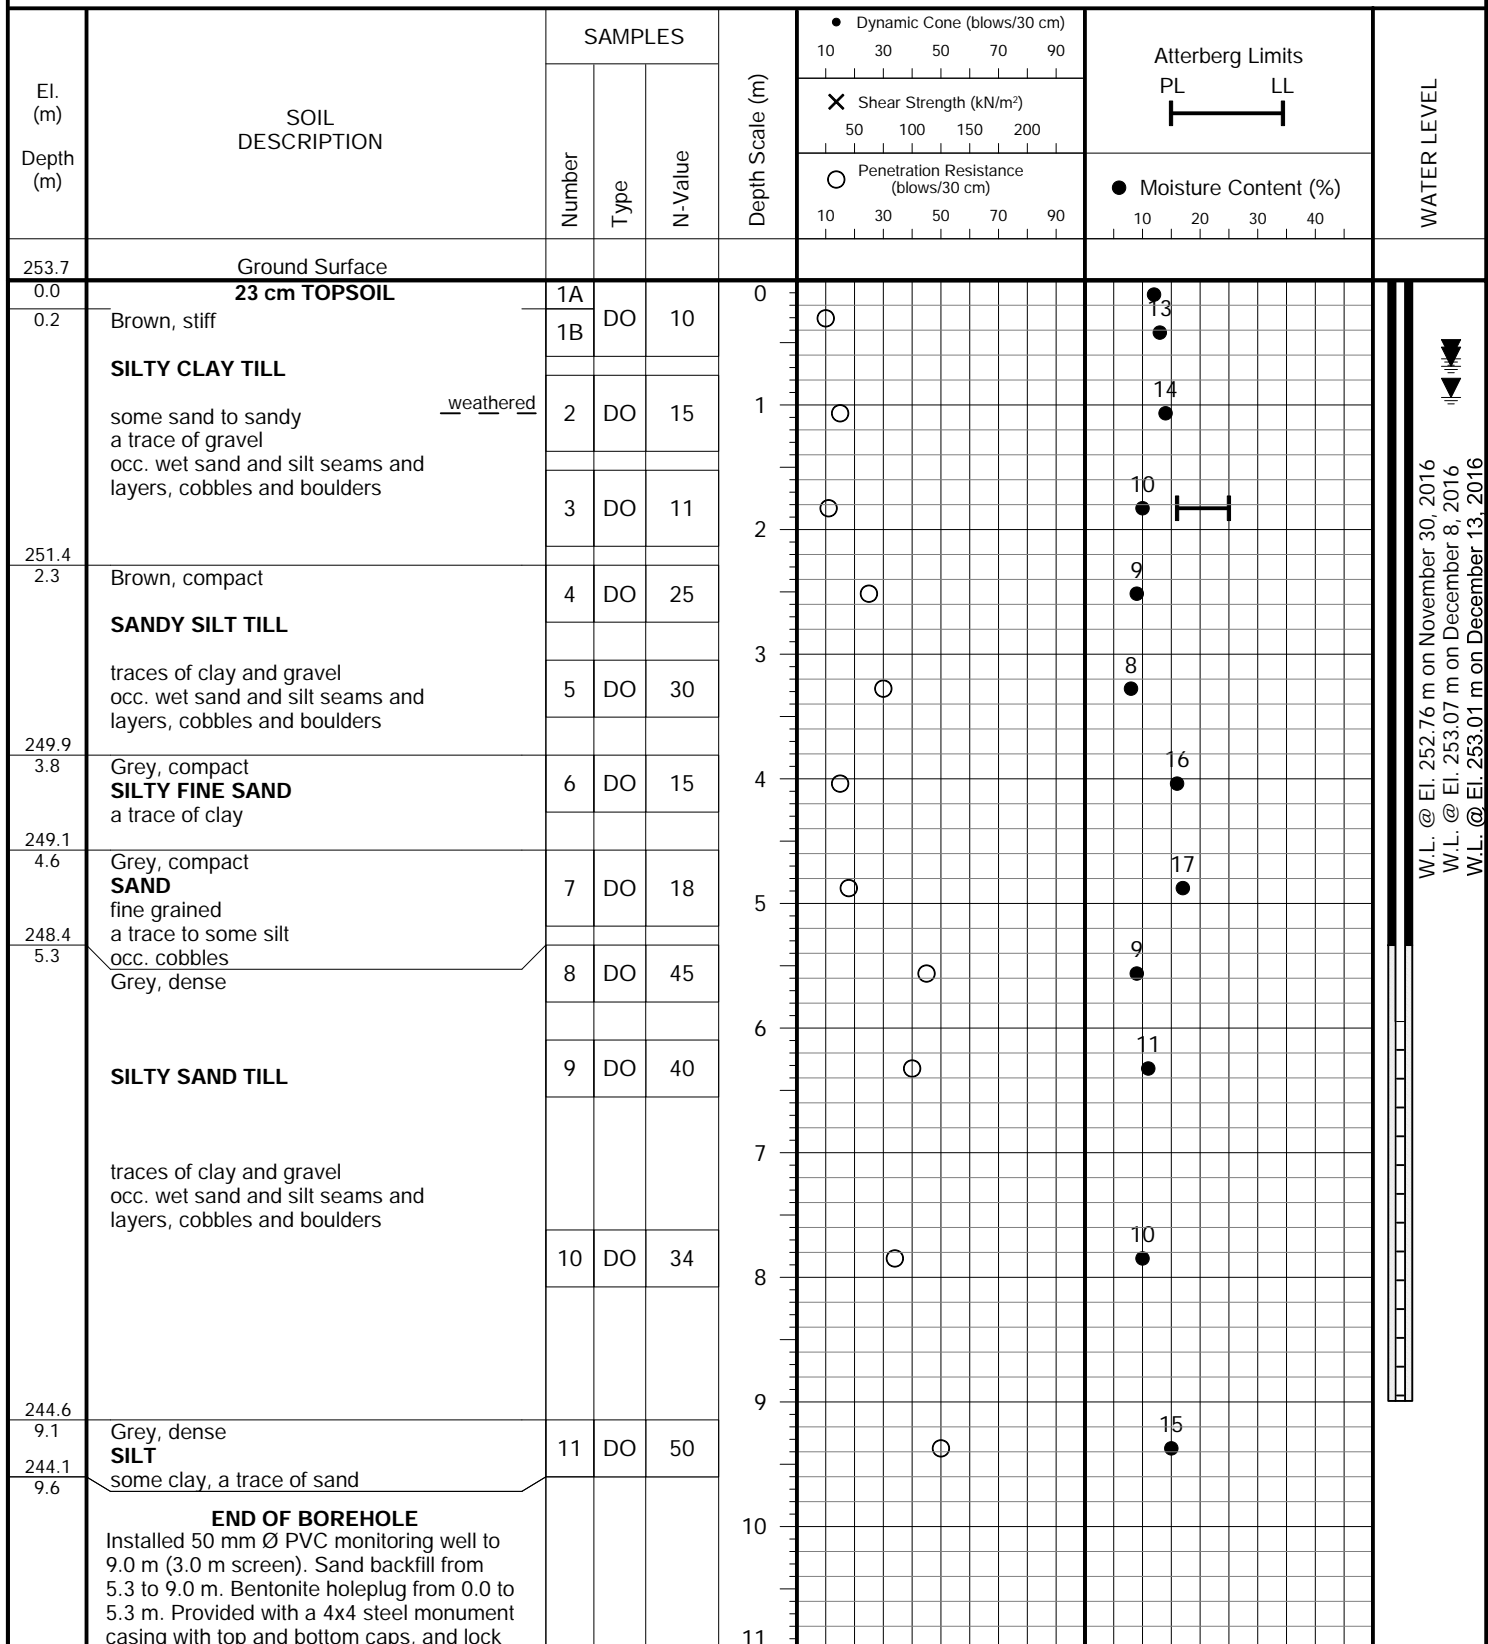 El.
(m)
Depth
(m)
SOIL
DESCRIPTION
SAMPLES
Number
Type
N-Value
Depth Scale (m)
Dynamic Cone (blows/30 cm)
10 30 50 70 90
Shear Strength (kN/m²)
50 100 150 200
Penetration Resistance
(blows/30 cm)
10 30 50 70 90
Atterberg Limits
PL LL
Moisture Content (%)
10 20 30 40
WATER LEVEL
253.7 Ground Surface
0.0 23 cm TOPSOIL 1A 0
0.2 Brown, stiff 1B DO 10 13
SILTY CLAY TILL
weathered
some sand to sandy 2 DO 15 1 14
a trace of gravel
occ. wet sand and silt seams and
layers, cobbles and boulders
3 DO 11 2 10
251.4
2.3 Brown, compact 4 DO 25 9
SANDY SILT TILL
3 8
traces of clay and gravel
occ. wet sand and silt seams and 5 DO 30
layers, cobbles and boulders
249.9
3.8 Grey, compact 16
SILTY FINE SAND 6 DO 15 4
a trace of clay
249.1
4.6 Grey, compact 17
SAND 7 DO 18
fine grained 5
248.4 a trace to some silt
5.3 occ. cobbles 9
Grey, dense 8 DO 45
6 11
SILTY SAND TILL 9 DO 40
7
traces of clay and gravel
occ. wet sand and silt seams and
layers, cobbles and boulders
10 DO 34 10
8
9
244.6
9.1 Grey, dense 15
SILT 11 DO 50
244.1
9.6 some clay, a trace of sand
END OF BOREHOLE
10
Installed 50 mm Ø PVC monitoring well to
9.0 m (3.0 m screen). Sand backfill from
5.3 to 9.0 m. Bentonite holeplug from 0.0 to
5.3 m. Provided with a 4x4 steel monument
casing with top and bottom caps, and lock
11
W.L. @ El. 252.76 m on November 30, 2016
W.L. @ El. 253.07 m on December 8, 2016
W.L. @ El. 253.01 m on December 13, 2016